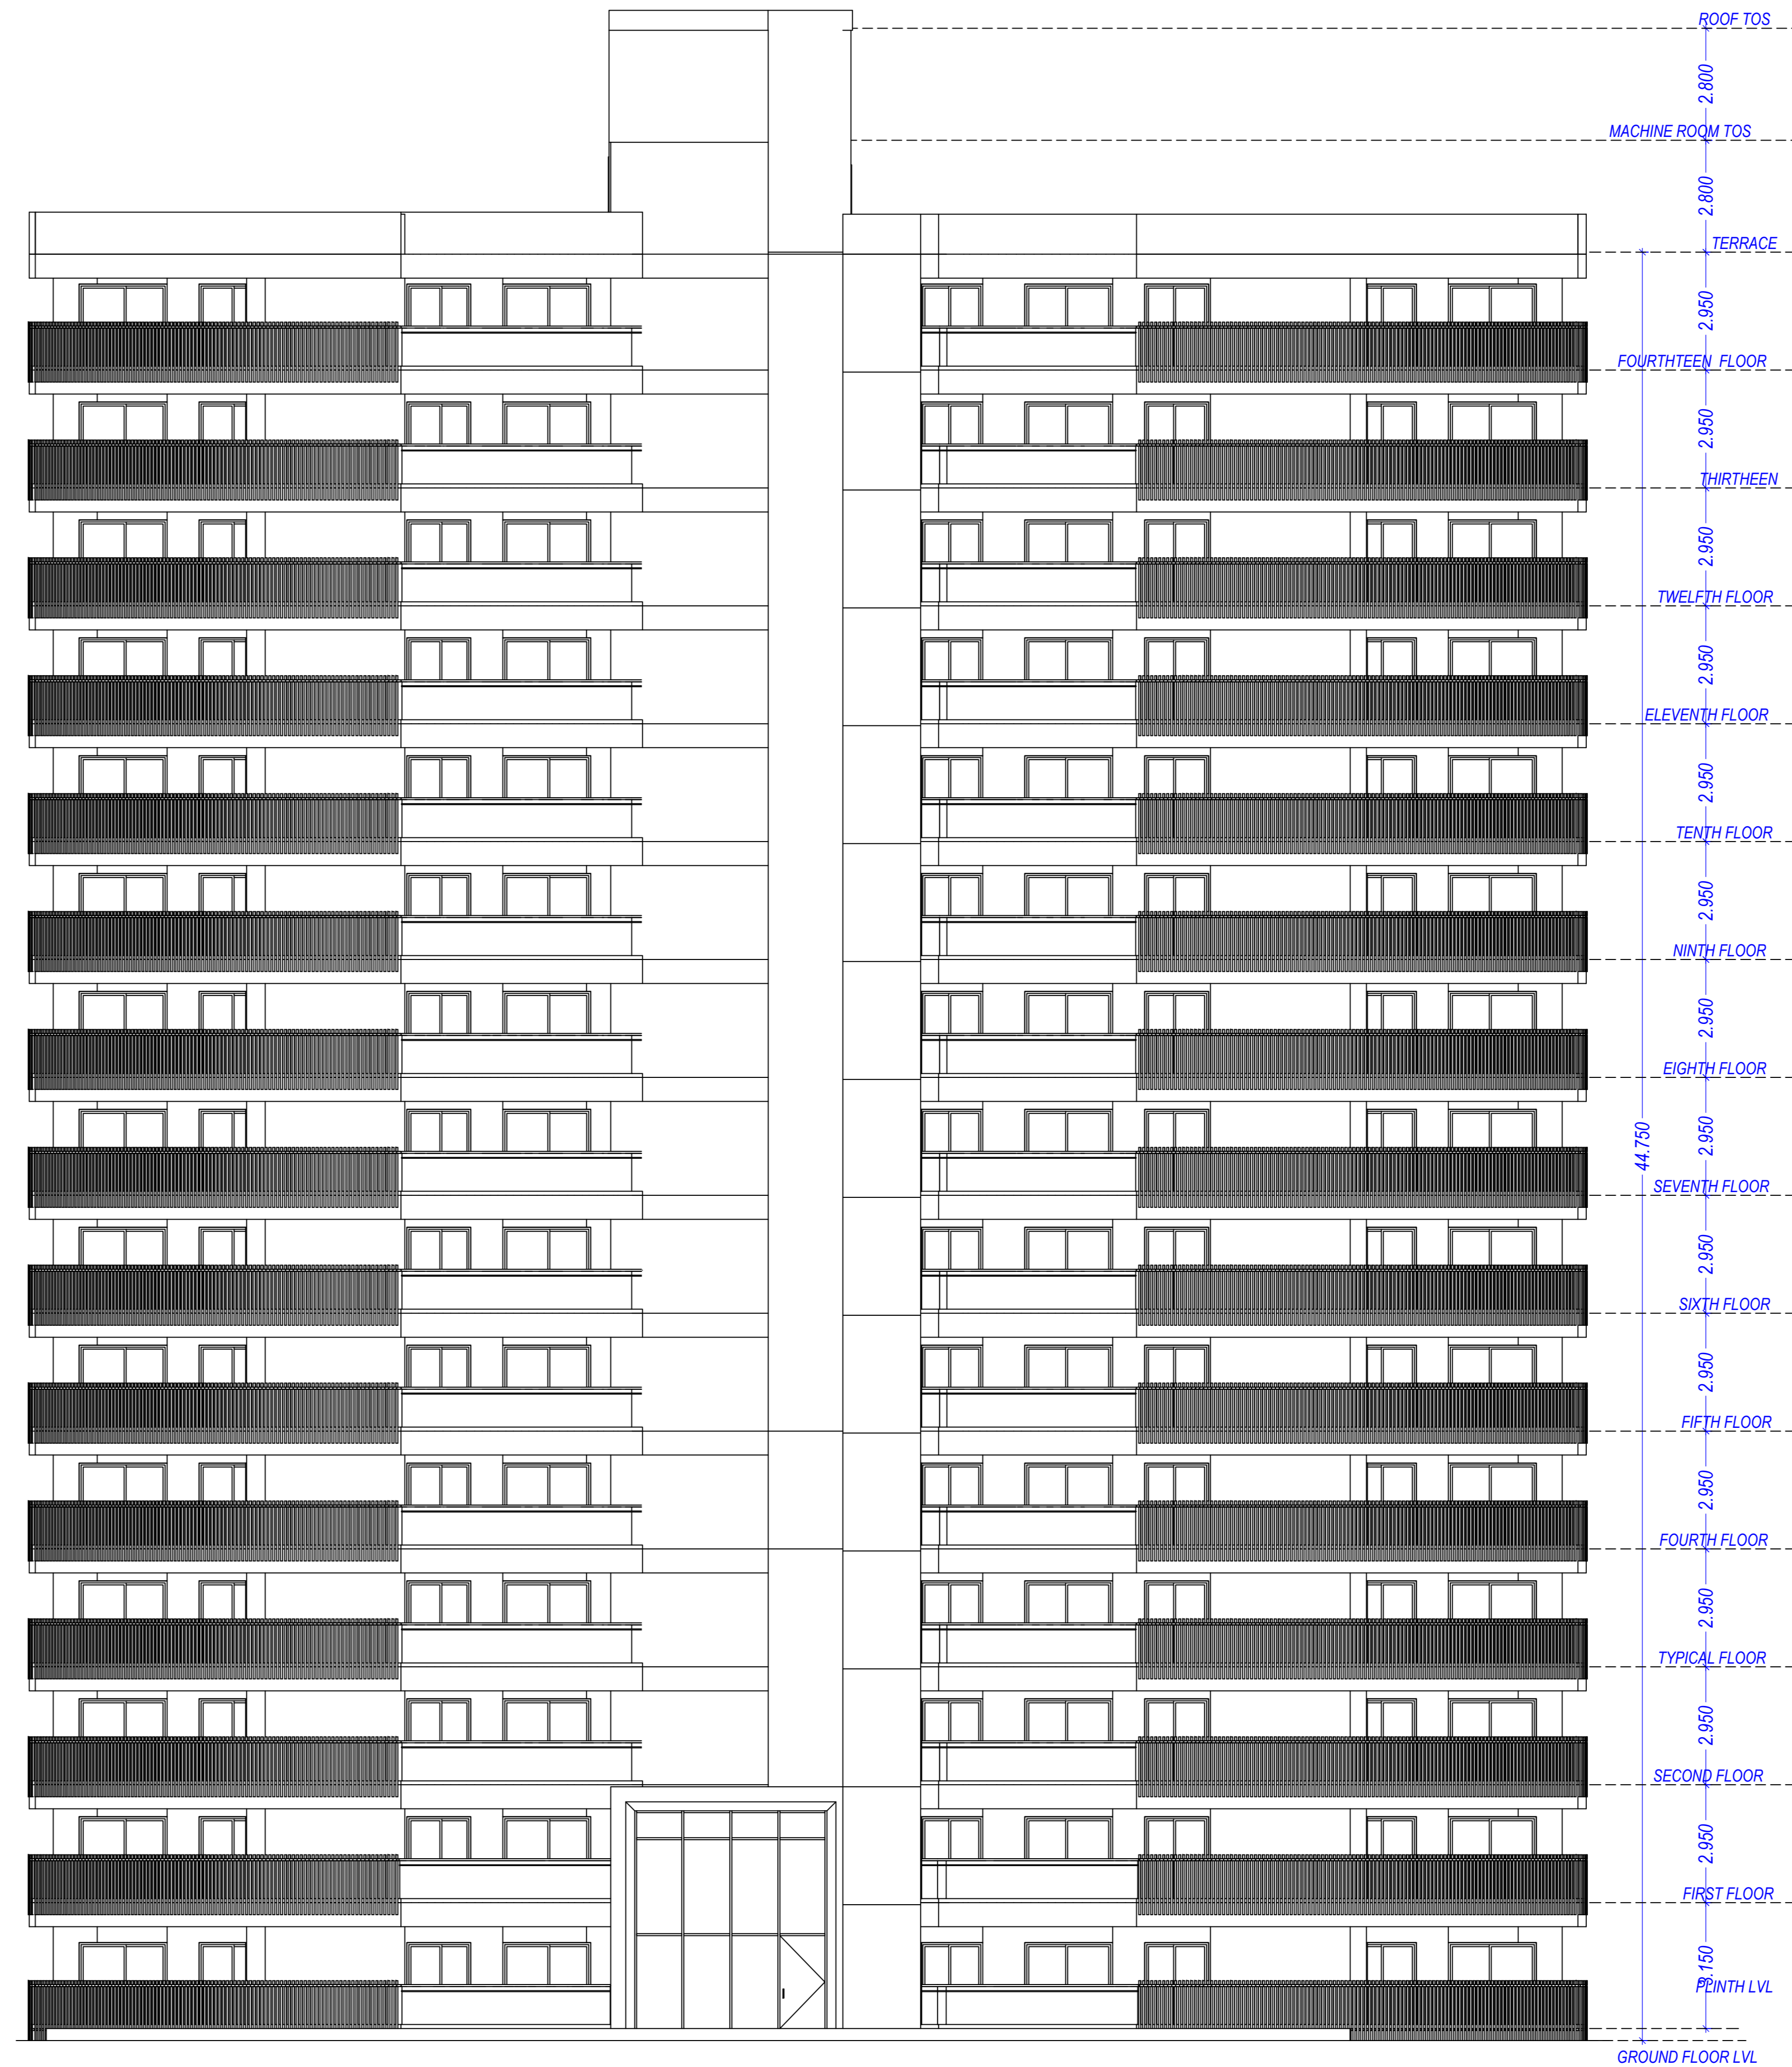 ROOF TOS
2.800
MACHINE ROOM TOS
2.800
TERRACE
2.950
FOURTHTEEN FLOOR
2.950
THIRTHEEN
2.950
TWELFTH FLOOR
2.950
ELEVENTH FLOOR
2.950
TENTH FLOOR
2.950
NINTH FLOOR
2.950
EIGHTH FLOOR
2.950
44.750
SEVENTH FLOOR
2.950
SIXTH FLOOR
2.950
FIFTH FLOOR
2.950
FOURTH FLOOR
2.950
TYPICAL FLOOR
2.950
SECOND FLOOR
2.950
FIRST FLOOR
3.150
PLINTH LVL
GROUND FLOOR LVL